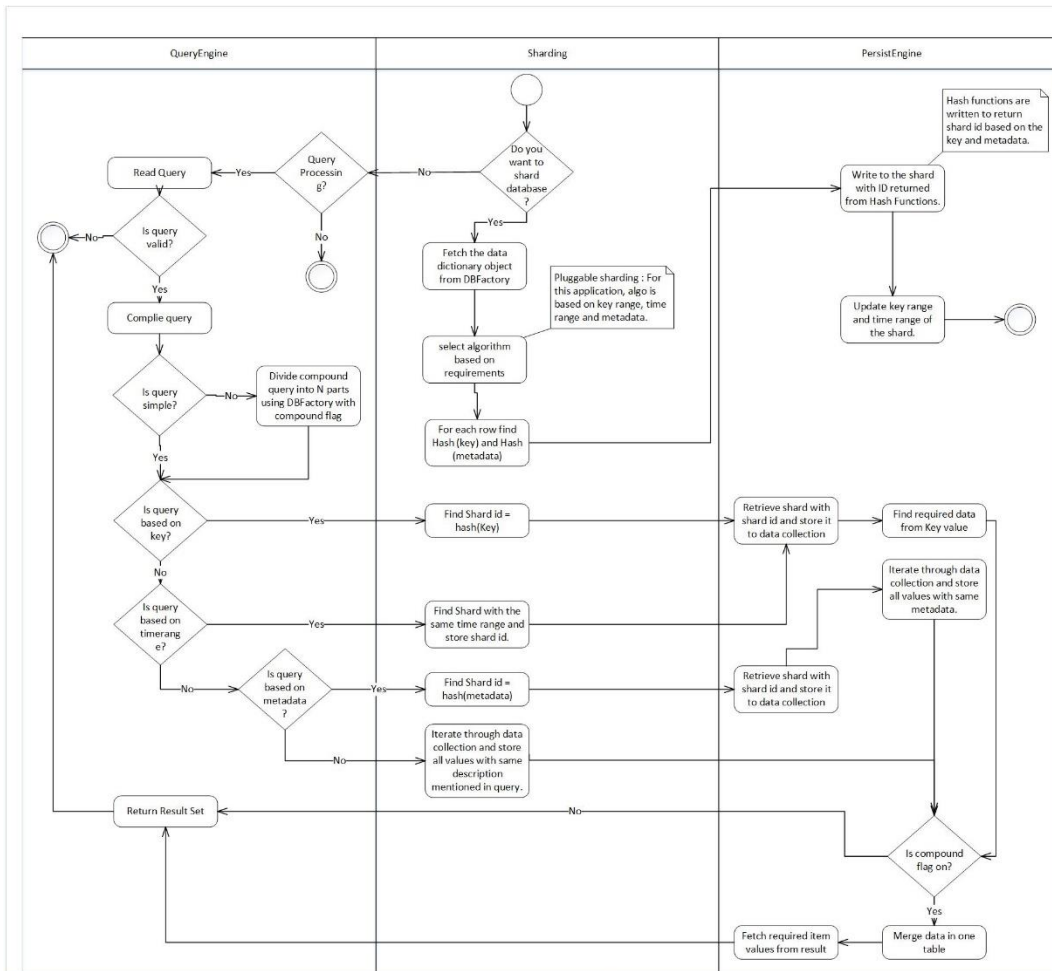 QueryEngine
Sharding
PersistEngine
Hash functions are
written to return
shard id based on the
key and metadata.
Do you
want to
shard
database
?
No
Query
Processin
g?
Yes
Read Query
Write to the shard
with ID returned
from Hash Functions.
Is query
valid?
No
No
Yes
Fetch the data
dictionary object
from DBFactory
Pluggable sharding : For
this application, algo is
based on key range, time
range and metadata.
Yes
Complie query
Update key range
and time range of
the shard.
select algorithm
based on
requirements
Is query
simple?
No
Divide compound
query into N parts
using DBFactory with
compound flag
For each row find
Hash (key) and Hash
(metadata)
Yes
Is query
based on
key?
Yes
Find Shard id =
hash(Key)
Retrieve shard with
shard id and store it
to data collection
Find required data
from Key value
No
Is query
based on
timerang
e?
Yes
Find Shard with the
same time range and
store shard id.
Iterate through data
collection and store
all values with same
metadata.
No
Is query
based on
metadata
?
Yes
Find Shard id =
hash(metadata)
Retrieve shard with
shard id and store it
to data collection
No
Iterate through data
collection and store
all values with same
description
mentioned in query.
Return Result Set
No
Is compound
flag on?
Yes
Merge data in one
table
Fetch required item
values from result